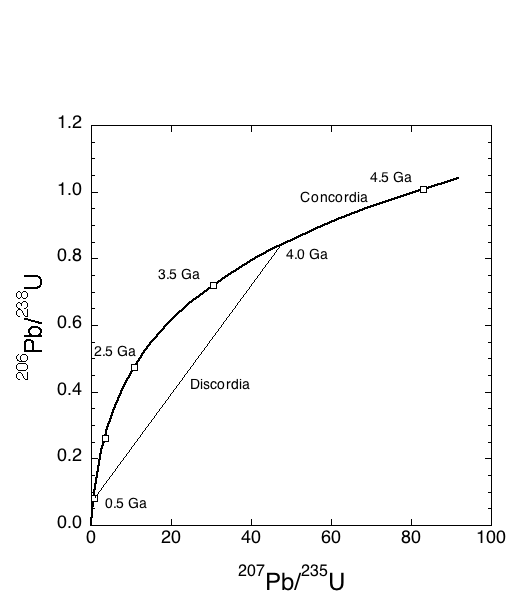 1.2
4.5 Ga
1.0
Concordia
0.8
4.0 Ga
3.5 Ga
206Pb/238U
0.6
2.5 Ga
0.4
Discordia
0.2
0.5 Ga
0.0
0 20 40 60 80 100
207Pb/235U